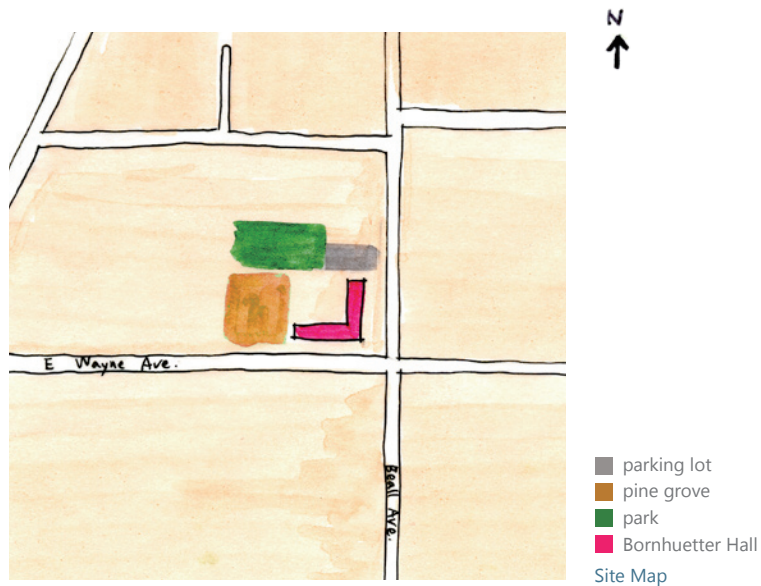 N
E Wayne Ave.
Beall Ave.
parking lot
pine grove
park
Bornhuetter Hall
Site Map